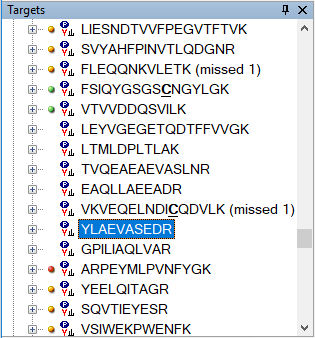 Targets
LIESNDTVVFPEGVTFTVK
SVYAHFPINVTLQDGNR
FLEQQNKVLETK (missed 1)
FSIQYGSGSCNGYLGK
VTVVDDQSVILK
LEYVGEGETQDTFFVVGK
LTMLDPLTLAK
TVQEAEAEVASLNR
EAQLLAEEADR
VKVEQELNDICQDVLK (missed 1)
YLAEVASEDR
GPILIAQLVAR
ARPEYMLPVNFYGK
YEELQITAGR
SQVTIEYESR
VSIWEKPWENFK